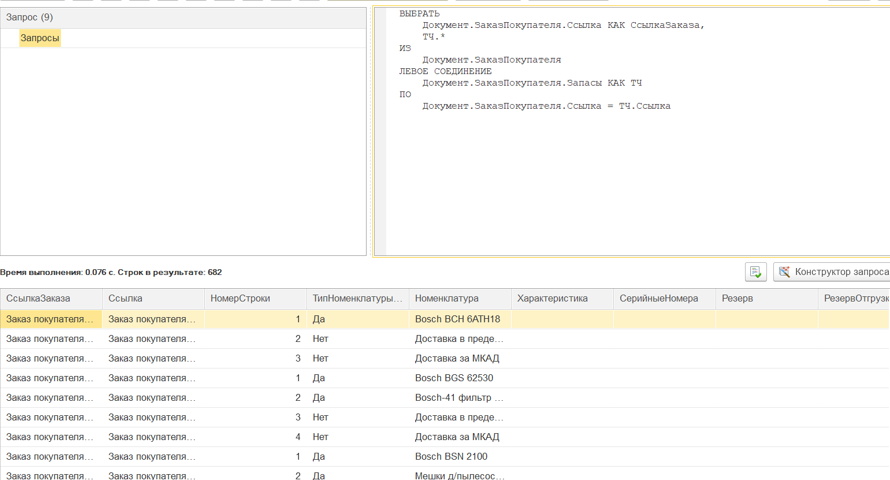 Запрос (9)
Запросы
ВЫБРАТЬ
Документ.ЗаказПокупателя.Ссылка КАК СсылкаЗаказа,
ТЧ.*
ИЗ
Документ.ЗаказПокупателя
ЛЕВОЕ СОЕДИНЕНИЕ
Документ.ЗаказПокупателя.Запасы КАК ТЧ
ПО
Документ.ЗаказПокупателя.Ссылка = ТЧ.Ссылка
Время выполнения: 0.076 с. Строк в результате: 682
Конструктор запроса
СсылкаЗаказа Ссылка НомерСтроки ТипНоменклатуры... Номенклатура Характеристика СерийныеНомера Резерв РезервОтгрузк
Заказ покупателя... Заказ покупателя... 1 Да Bosch BCH 6ATH18
Заказ покупателя... Заказ покупателя... 2 Нет Доставка в преде...
Заказ покупателя... Заказ покупателя... 3 Нет Доставка за МКАД
Заказ покупателя... Заказ покупателя... 1 Да Bosch BGS 62530
Заказ покупателя... Заказ покупателя... 2 Да Bosch-41 фильтр ...
Заказ покупателя... Заказ покупателя... 3 Нет Доставка в преде...
Заказ покупателя... Заказ покупателя... 4 Нет Доставка за МКАД
Заказ покупателя... Заказ покупателя... 1 Да Bosch BSN 2100
Заказ покупателя... Заказ покупателя... 2 Да Мешки д/пылесос...